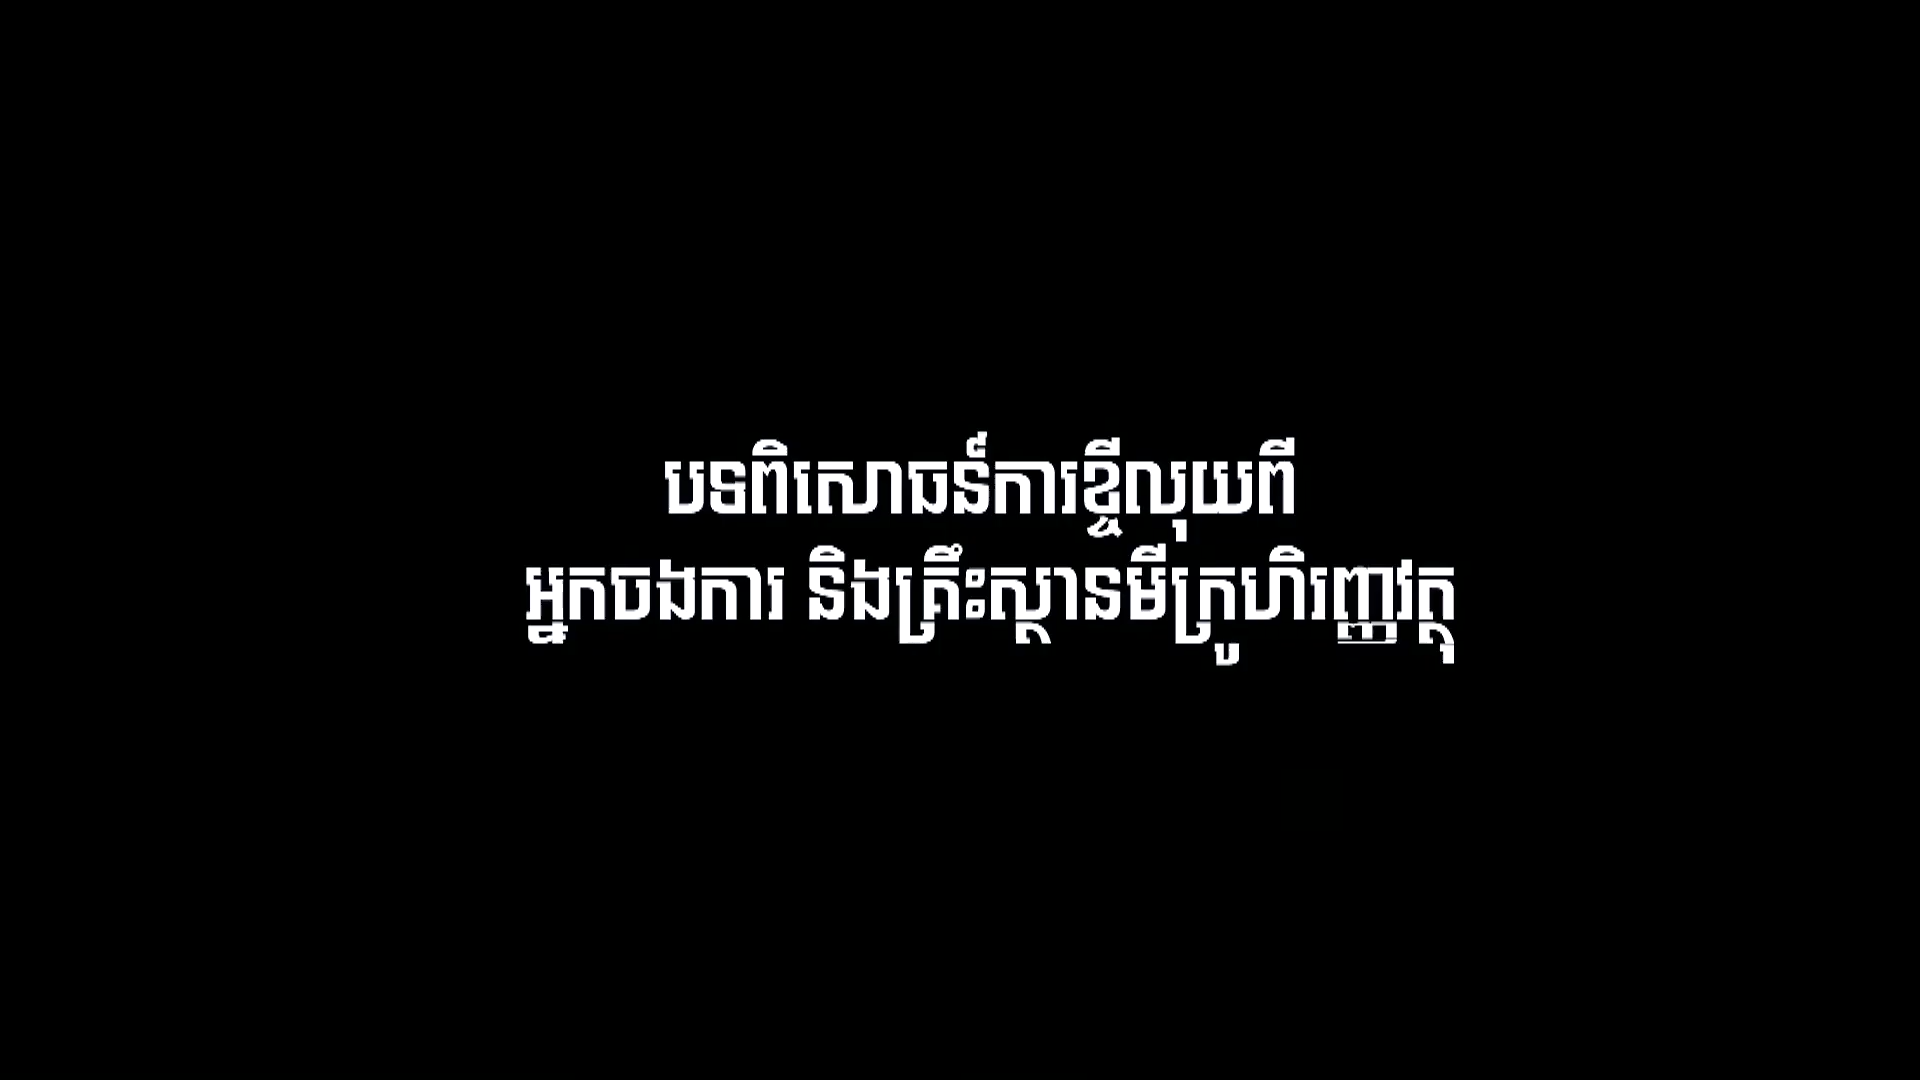 បទពិសោធន៍ការខ្ចីលុយពី
អ្នកចងការ និងគ្រឹះស្ថានមីក្រូហិរញ្ញវត្ថុ